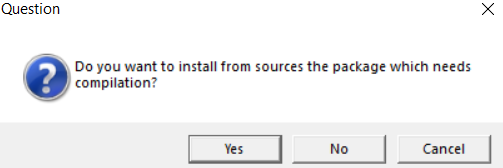 Question
Do you want to install from sources the package which needs
compilation?
Yes
No
Cancel